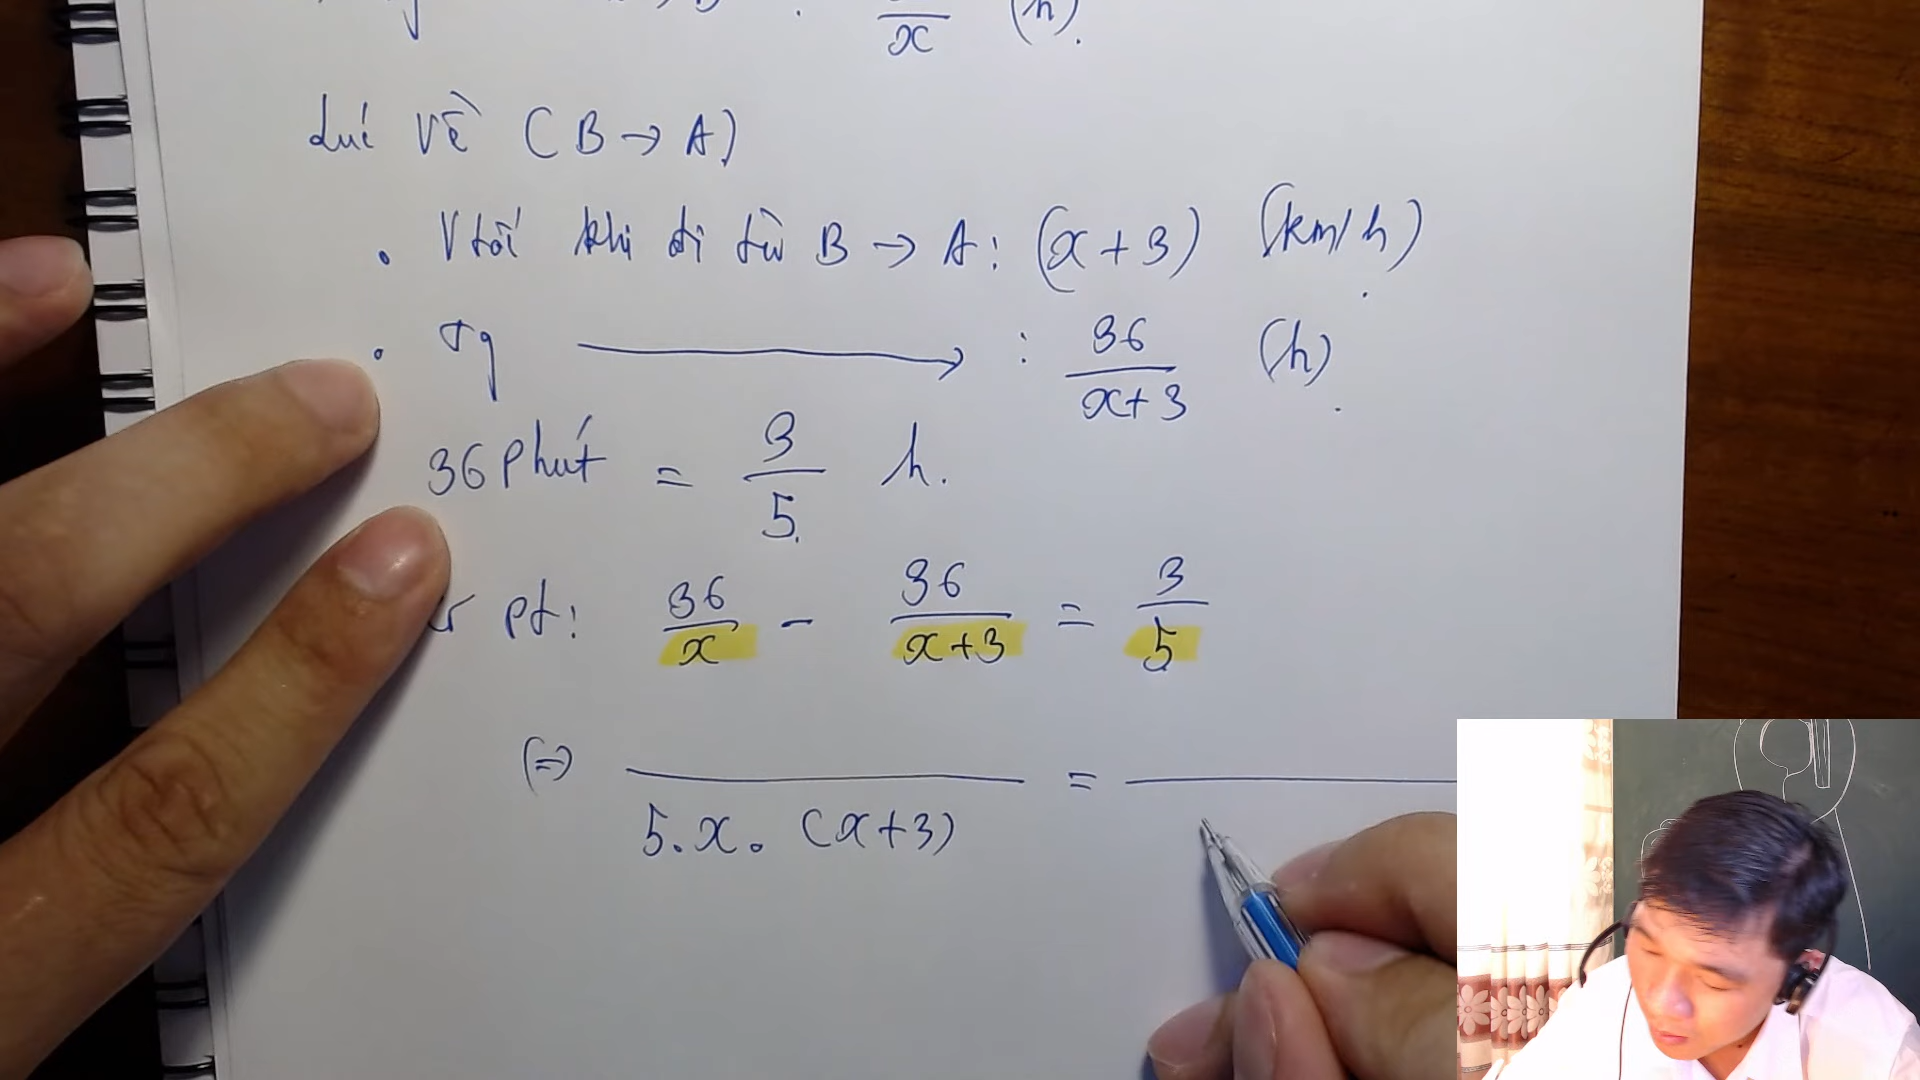 x (h).
Lúc về (B → A)
. Vtốc khi đi từ B → A: (x+3) (km/h).
. Tg ⟶ : 36/(x+3) (h).
36 phút = 3/5 h.
pt: 36/x - 36/(x+3) = 3/5
(=) ―/5.x.(x+3) = ―